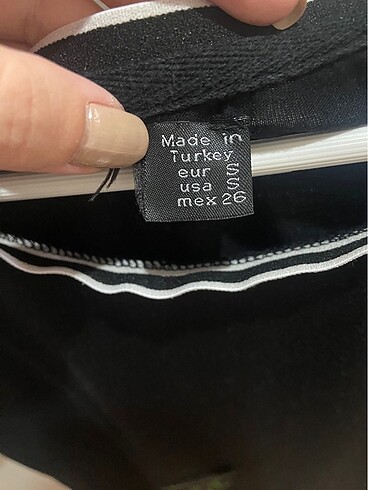 Made in
Turkey
eur S
usa S
mex 26